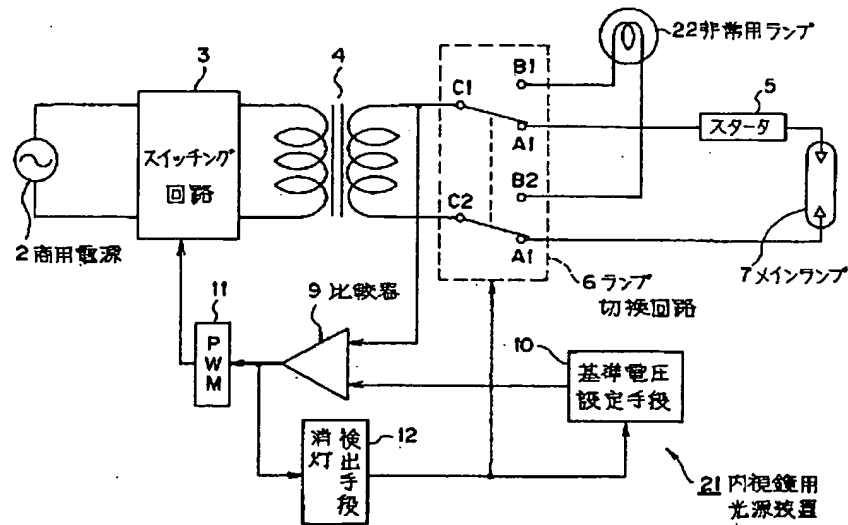 22非常用ランプ
3
4
B1
C1
5
スタータ
A1
スイッチング
回路
B2
C2
A1
2商用電源
6ランプ
切換回路
7メインランプ
11
9比較器
PWM
10
基準電圧
設定手段
12
消灯
検出手段
21内視鏡用
光源装置